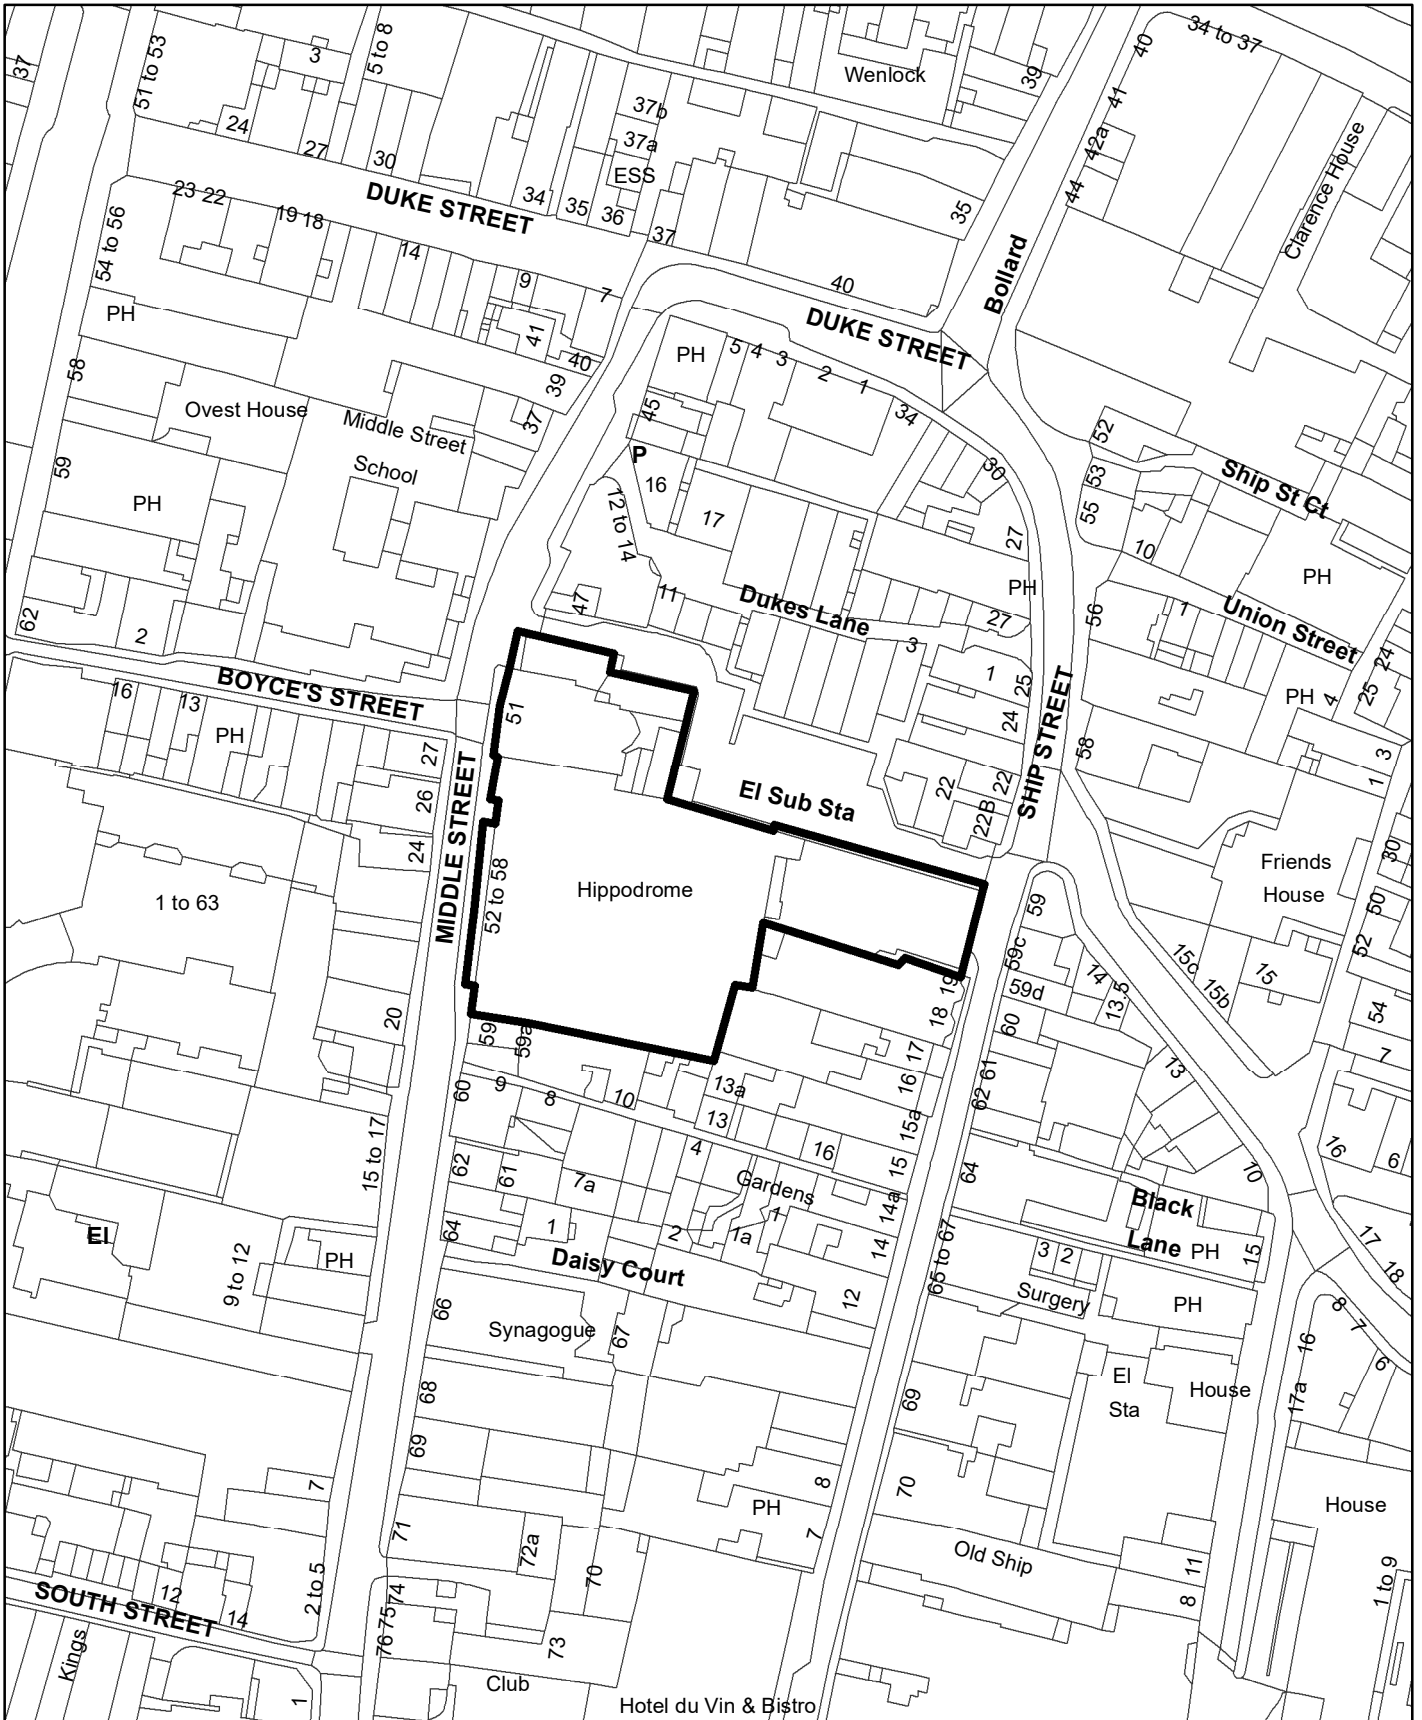 37
51 to 53
3
5 to 8
24
27
30
DUKE STREET
34
35
36
37
37b
37a
ESS
Wenlock
39
40
34 to 37
41
42a
44
Clarence House
35
Bollard
23 22
19 18
14
54 to 56
PH
9
7
41
40
39
37
40
DUKE STREET
PH
5
4
3
2
1
34
30
27
58
Ovest House
Middle Street
School
59
PH
45
P
16
17
12 to 14
52
53
55
Ship St Ct
10
PH
62
2
47
11
Dukes Lane
PH
27
3
56
1
Union Street
24
25
4
PH
3
1
BOYCE'S STREET
16
13
PH
27
26
24
51
1
25
24
22
22
22B
SHIP STREET
58
El Sub Sta
MIDDLE STREET
52 to 58
Hippodrome
1 to 63
20
Friends
House
30
50
52
54
7
59
59c
59d
14
13.5
15c
15b
15
60
61
62
13
19
18
17
16
15a
15
14a
14
12
59
59a
60
9
8
10
13a
13
16
4
Gardens
1
1a
2
62
61
7a
64
1
Daisy Court
15 to 17
El
9 to 12
PH
64
65 to 67
Black
Lane
PH
3
2
15
10
16
6
17
18
8
7
6
Surgery
PH
66
Synagogue
67
68
69
69
El
Sta
House
16
17a
70
8
PH
7
7
71
72a
70
Old Ship
11
8
House
1 to 9
SOUTH STREET
12
14
2 to 5
74
75
76
73
Kings
1
Club
Hotel du Vin & Bistro